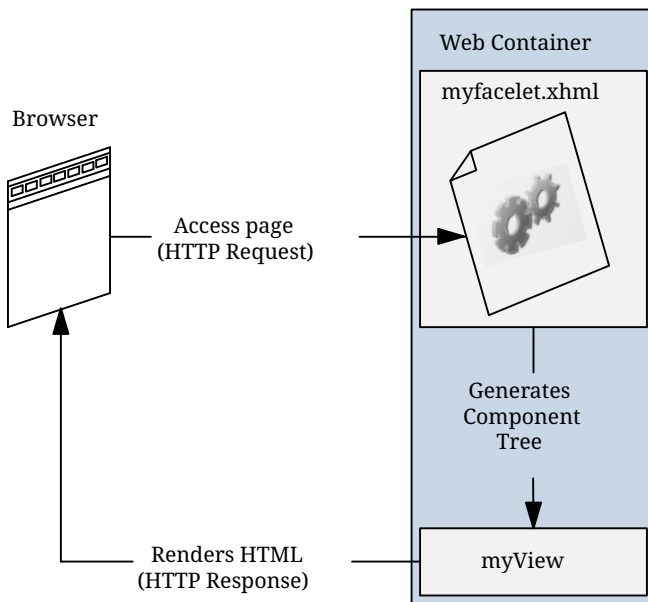 Web Container
myfacelet.xhml
Browser
Access page
(HTTP Request)
Generates
Component
Tree
Renders HTML
(HTTP Response)
myView